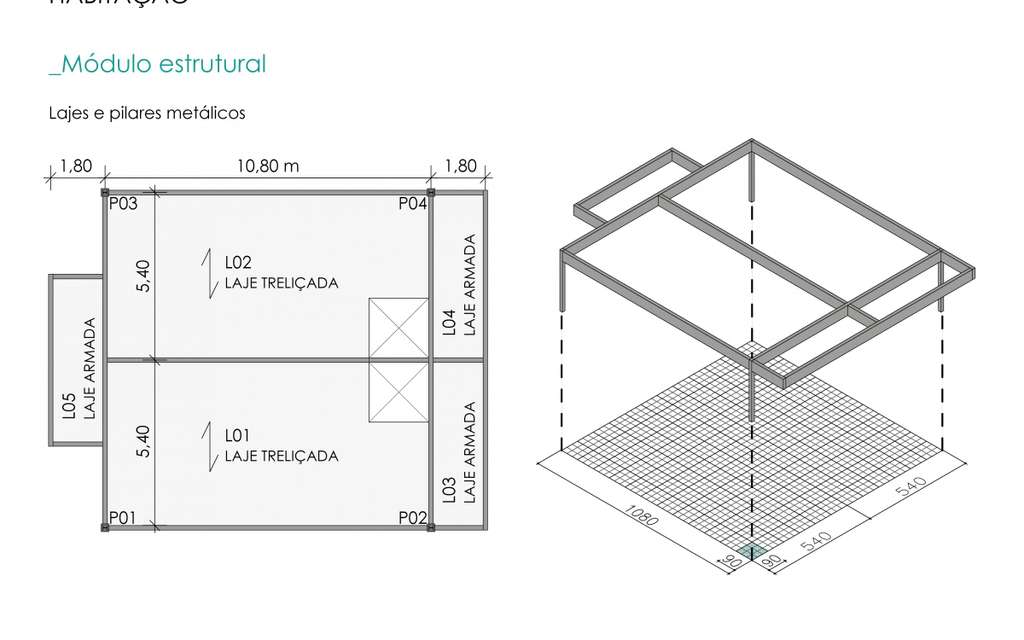 HABITAÇÃO
_Módulo estrutural
Lajes e pilares metálicos
1,80
10,80 m
1,80
P03
P04
5,40
L02
LAJE TRELIÇADA
L04
LAJE ARMADA
L05
LAJE ARMADA
5,40
L01
LAJE TRELIÇADA
L03
LAJE ARMADA
P01
P02
1080
90
90
540
540